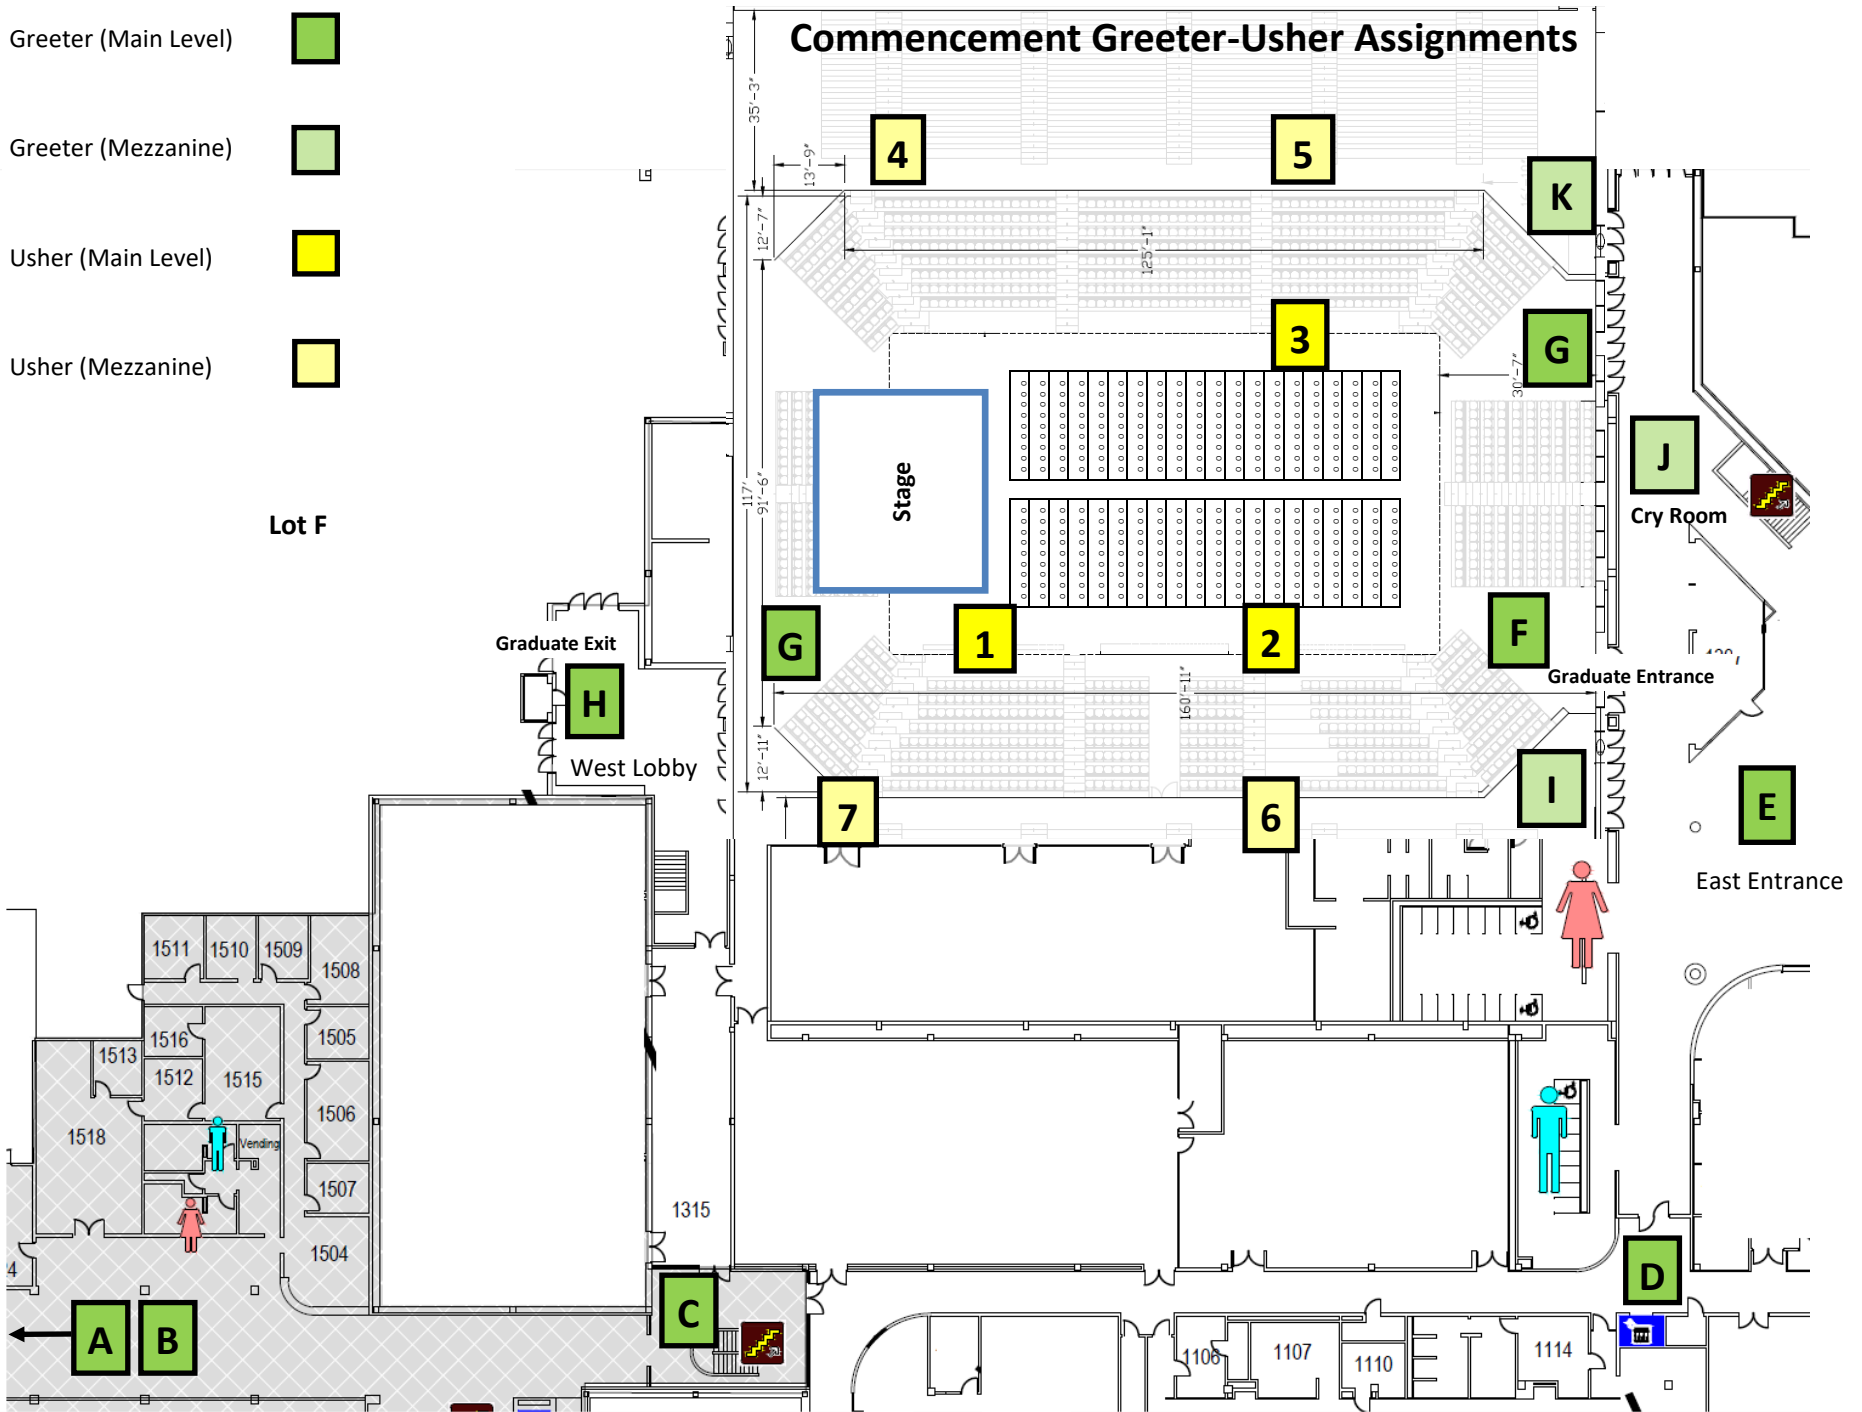 Commencement Greeter-Usher Assignments
Greeter (Main Level)
Greeter (Mezzanine)
Usher (Main Level)
Usher (Mezzanine)
35'-3"
13'-9"
4
5
K
12'-7"
125'-1"
3
G
30'-7"
117'
91'-6"
Stage
J
Cry Room
Lot F
Graduate Exit
G
1
2
F
Graduate Entrance
H
160'-11"
West Lobby
12'-11"
7
6
I
E
East Entrance
1511
1510
1509
1508
1505
1516
1513
1512
1515
1506
1518
Vending
1507
1504
1315
A
B
C
D
1106
1107
1110
1114